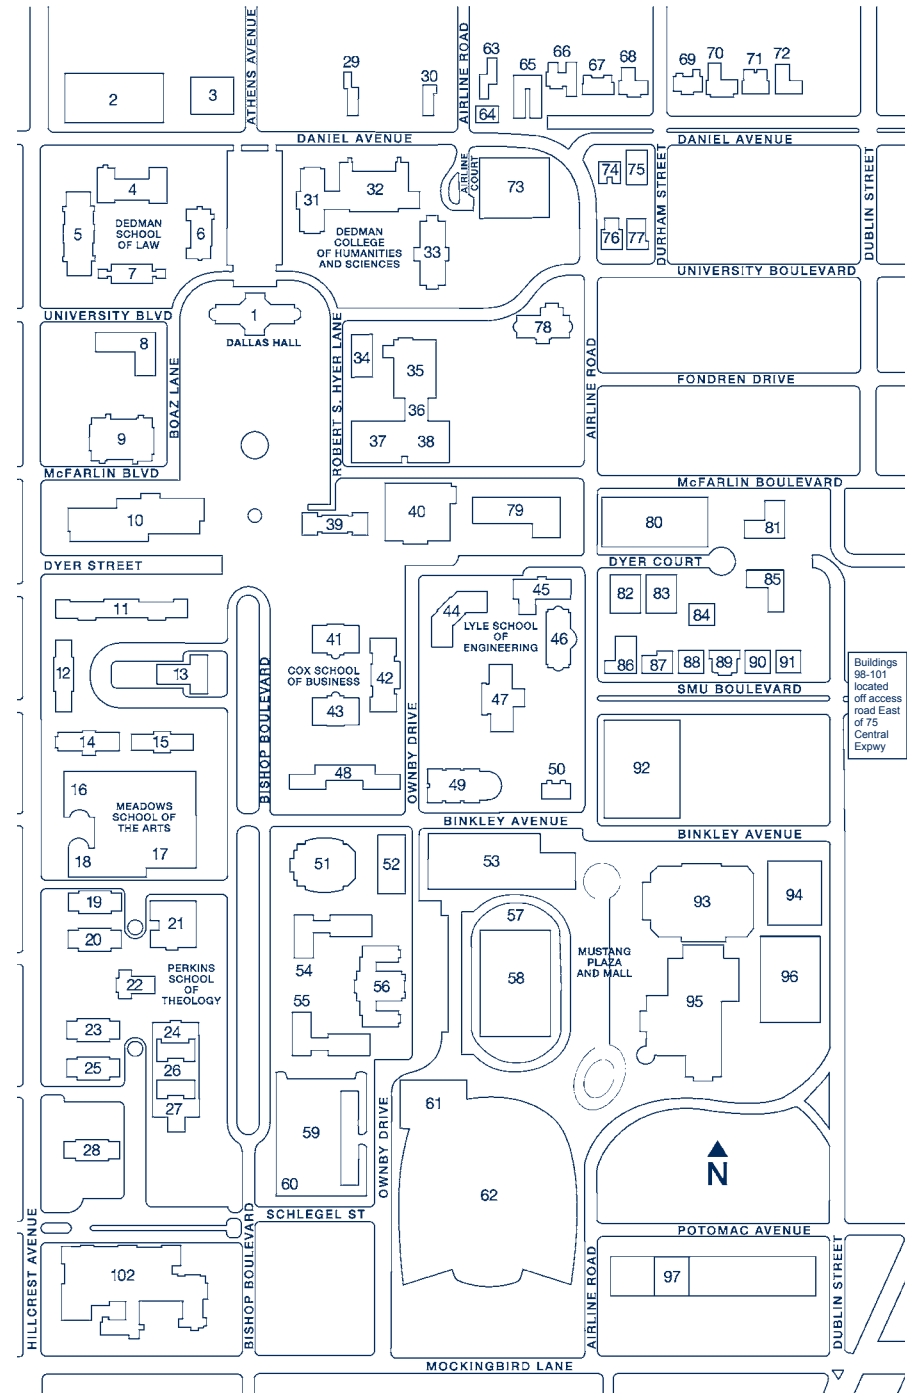 ATHENS AVENUE
AIRLINE ROAD
2
3
29
30
63
64
65
66
67
68
69
70
71
72
DANIEL AVENUE
DANIEL AVENUE
4
5
6
7
DEDMAN
SCHOOL
OF LAW
31
32
33
DEDMAN
COLLEGE
OF HUMANITIES
AND SCIENCES
AIRLINE
COURT
73
74
75
76
77
DURHAM STREET
DUBLIN STREET
UNIVERSITY BOULEVARD
UNIVERSITY BLVD
1
DALLAS HALL
8
9
BOAZ LANE
ROBERT S. HYER LANE
34
35
36
37
38
78
AIRLINE ROAD
FONDREN DRIVE
McFARLIN BLVD
McFARLIN BOULEVARD
10
39
40
79
80
81
DYER STREET
DYER COURT
11
12
13
14
15
BISHOP BOULEVARD
41
COX SCHOOL
OF BUSINESS
42
43
OWNBY DRIVE
44
45
LYLE SCHOOL
OF
ENGINEERING
46
47
48
49
50
82
83
84
85
86
87
88
89
90
91
SMU BOULEVARD
Buildings
98-101
located
off access
road East
of 75
Central
Expwy
92
16
MEADOWS
SCHOOL OF
THE ARTS
17
18
BINKLEY AVENUE
BINKLEY AVENUE
51
52
53
19
20
21
22
PERKINS
SCHOOL
OF
THEOLOGY
23
24
25
26
27
28
54
55
56
57
58
MUSTANG
PLAZA
AND MALL
93
94
95
96
59
60
OWNBY DRIVE
61
62
N
SCHLEGEL ST
POTOMAC AVENUE
HILLCREST AVENUE
BISHOP BOULEVARD
102
AIRLINE ROAD
97
DUBLIN STREET
MOCKINGBIRD LANE